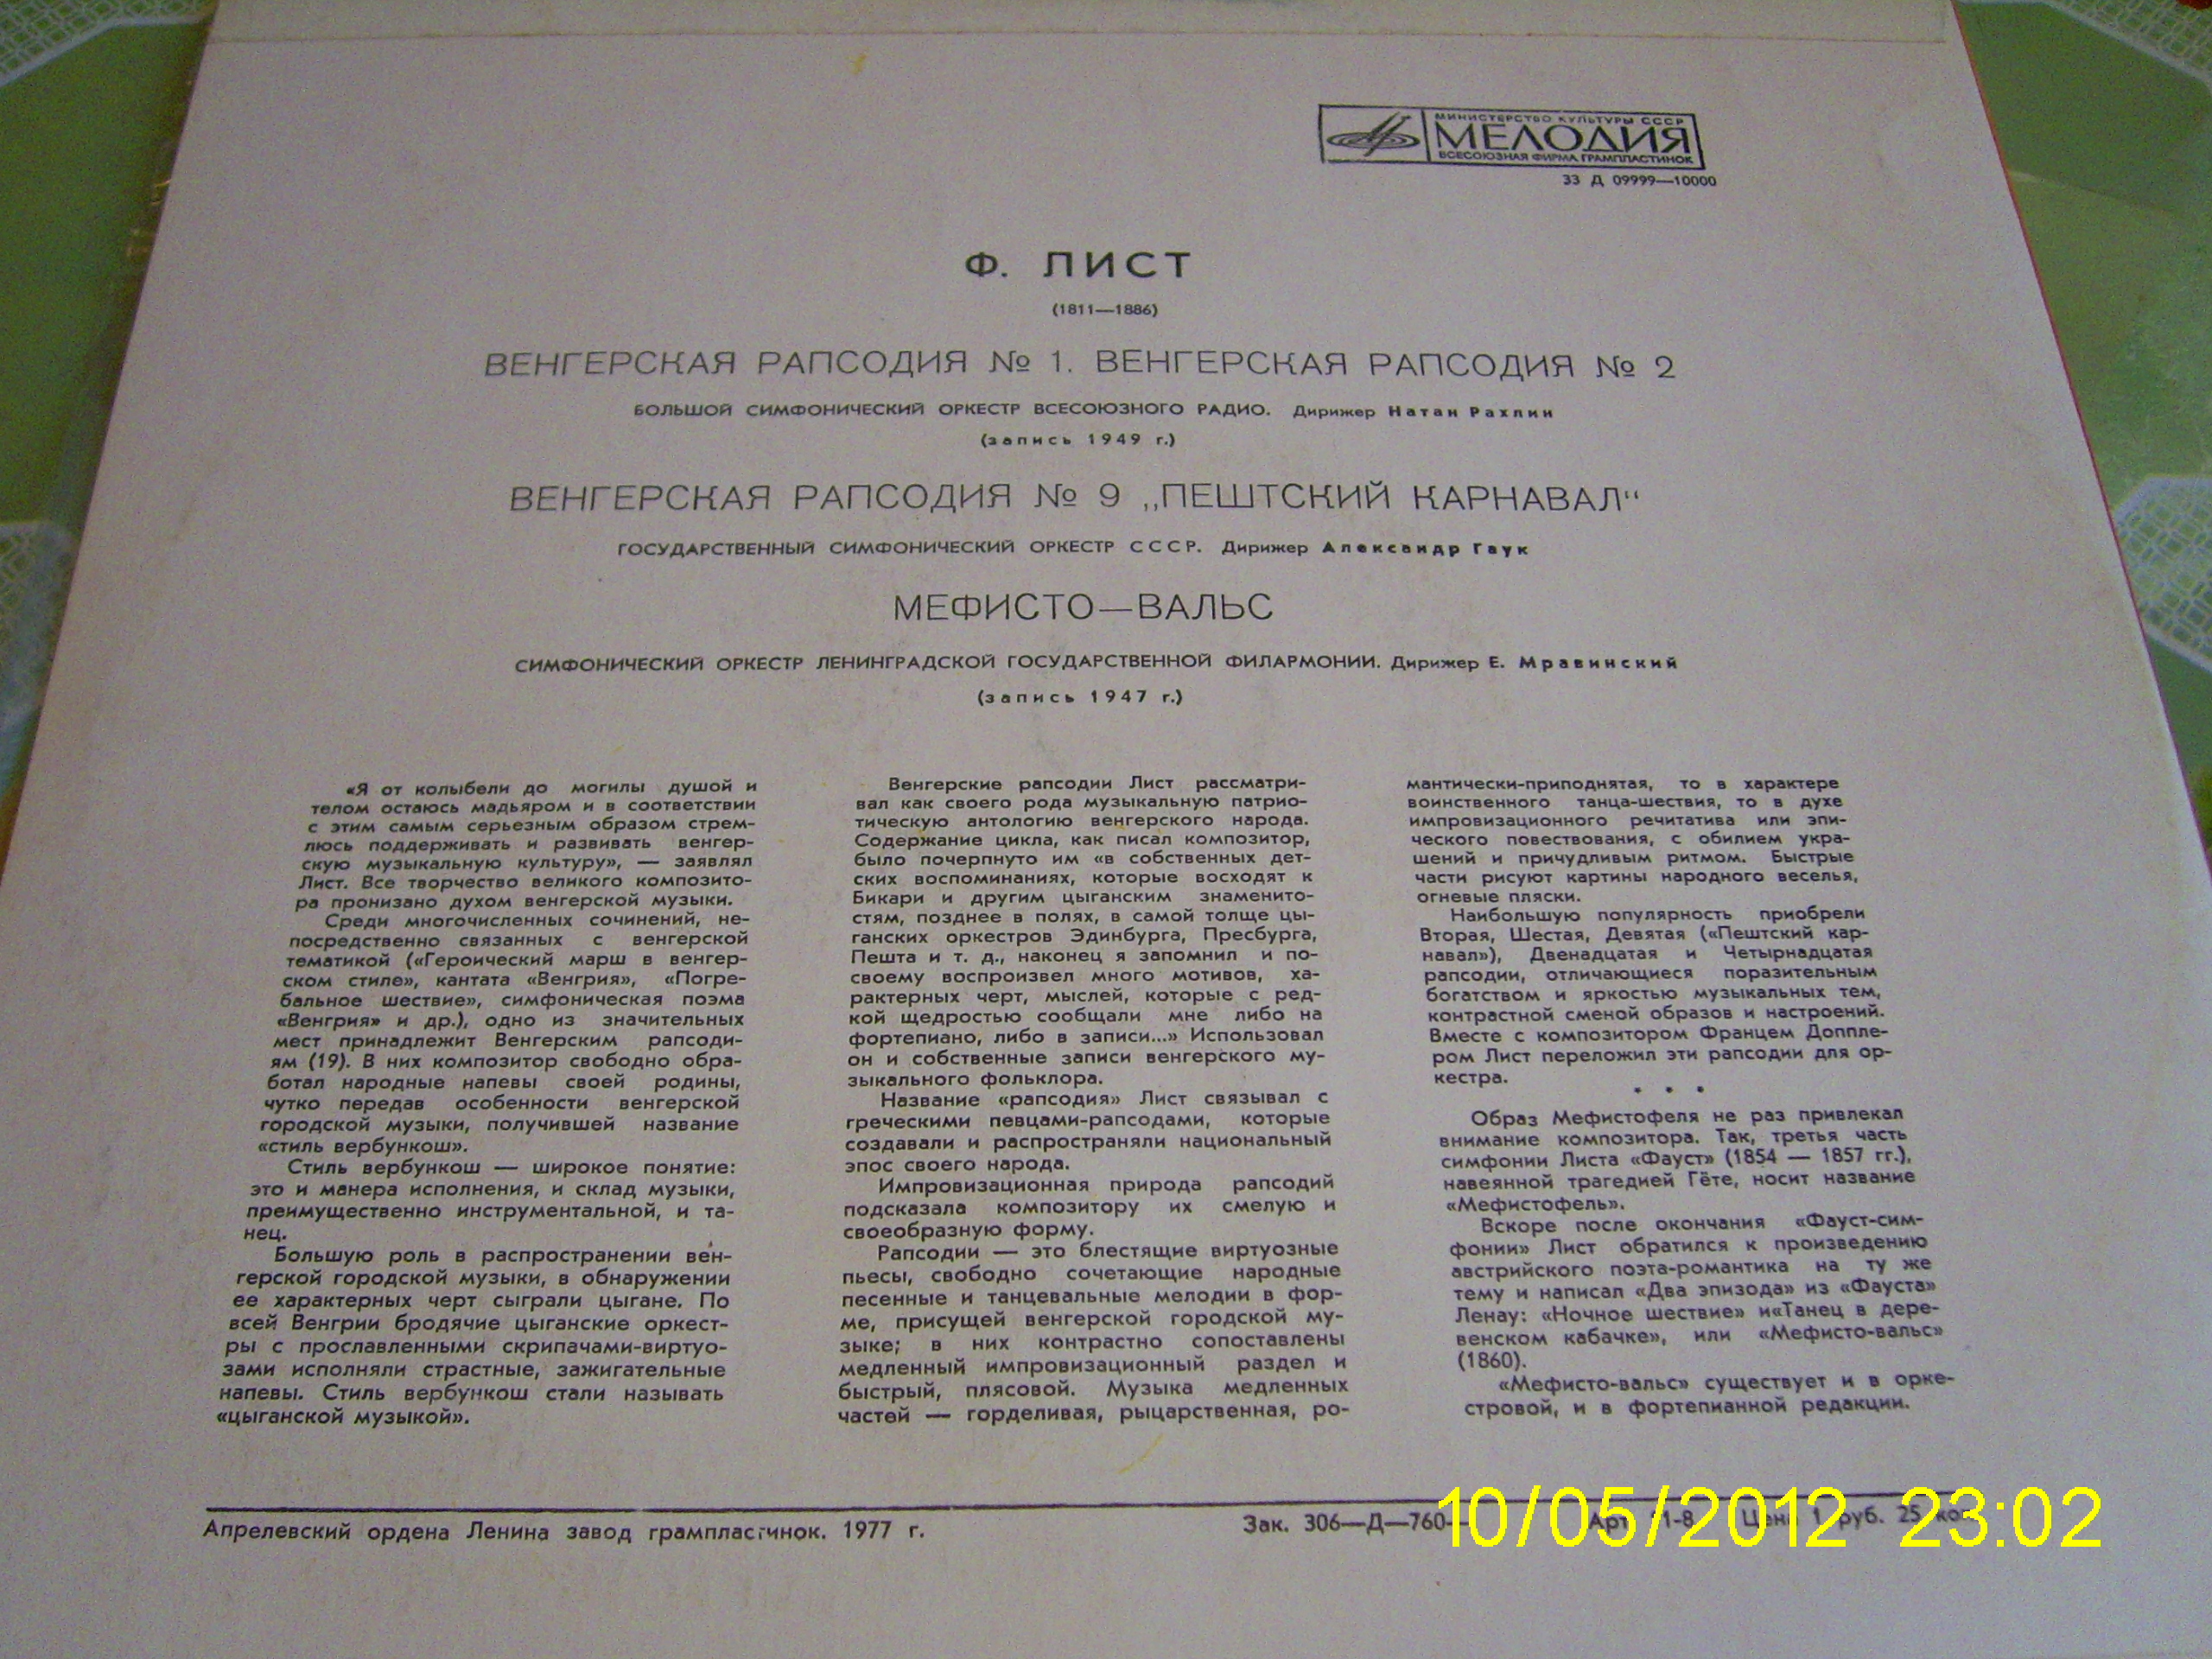 МИНИСТЕРСТВО КУЛЬТУРЫ СССР
МЕЛОДИЯ
ВСЕСОЮЗНАЯ ФИРМА ГРАМПЛАСТИНОК
33 Д 09999—10000
Ф. ЛИСТ
(1811—1886)
ВЕНГЕРСКАЯ РАПСОДИЯ № 1. ВЕНГЕРСКАЯ РАПСОДИЯ № 2
БОЛЬШОЙ СИМФОНИЧЕСКИЙ ОРКЕСТР ВСЕСОЮЗНОГО РАДИО. Дирижер Натан Рахлин
(запись 1949 г.)
ВЕНГЕРСКАЯ РАПСОДИЯ № 9 „ПЕШТСКИЙ КАРНАВАЛ“
ГОСУДАРСТВЕННЫЙ СИМФОНИЧЕСКИЙ ОРКЕСТР СССР. Дирижер Александр Гаук
МЕФИСТО—ВАЛЬС
СИМФОНИЧЕСКИЙ ОРКЕСТР ЛЕНИНГРАДСКОЙ ГОСУДАРСТВЕННОЙ ФИЛАРМОНИИ. Дирижер Е. Мравинский
(запись 1947 г.)
«Я от колыбели до могилы душой и
телом остаюсь мадьяром и в соответствии
с этим самым серьезным образом стрем-
люсь поддерживать и развивать венгер-
скую музыкальную культуру», — заявлял
Лист. Все творчество великого композито-
ра пронизано духом венгерской музыки.
Среди многочисленных сочинений, не-
посредственно связанных с венгерской
тематикой («Героический марш в венгер-
ском стиле», кантата «Венгрия», «Погре-
бальное шествие», симфоническая поэма
«Венгрия» и др.), одно из значительных
мест принадлежит Венгерским рапсоди-
ям (19). В них композитор свободно обра-
ботал народные напевы своей родины,
чутко передав особенности венгерской
городской музыки, получившей название
«стиль вербункош».
Стиль вербункош — широкое понятие:
это и манера исполнения, и склад музыки,
преимущественно инструментальной, и та-
нец.
Большую роль в распространении вен-
герской городской музыки, в обнаружении
ее характерных черт сыграли цыгане. По
всей Венгрии бродячие цыганские оркест-
ры с прославленными скрипачами-виртуо-
зами исполняли страстные, зажигательные
напевы. Стиль вербункош стали называть
«цыганской музыкой».
Венгерские рапсодии Лист рассматри-
вал как своего рода музыкальную патрио-
тическую антологию венгерского народа.
Содержание цикла, как писал композитор,
было почерпнуто им «в собственных дет-
ских воспоминаниях, которые восходят к
Бикари и другим цыганским знаменито-
стям, позднее в полях, в самой толще цы-
ганских оркестров Эдинбурга, Пресбурга,
Пешта и т. д., наконец я запомнил и по-
своему воспроизвел много мотивов, ха-
рактерных черт, мыслей, которые с ред-
кой щедростью сообщали мне либо на
фортепиано, либо в записи...» Использовал
он и собственные записи венгерского му-
зыкального фольклора.
Название «рапсодия» Лист связывал с
греческими певцами-рапсодами, которые
создавали и распространяли национальный
эпос своего народа.
Импровизационная природа рапсодий
подсказала композитору их смелую и
своеобразную форму.
Рапсодии — это блестящие виртуозные
пьесы, свободно сочетающие народные
песенные и танцевальные мелодии в фор-
ме, присущей венгерской городской му-
зыке; в них контрастно сопоставлены
медленный импровизационный раздел и
быстрый, плясовой. Музыка медленных
частей — горделивая, рыцарственная, ро-
мантически-приподнятая, то в характере
воинственного танца-шествия, то в духе
импровизационного речитатива или эпи-
ческого повествования, с обилием укра-
шений и причудливым ритмом. Быстрые
части рисуют картины народного веселья,
огневые пляски.
Наибольшую популярность приобрели
Вторая, Шестая, Девятая («Пештский кар-
навал»), Двенадцатая и Четырнадцатая
рапсодии, отличающиеся поразительным
богатством и яркостью музыкальных тем,
контрастной сменой образов и настроений.
Вместе с композитором Францем Доппле-
ром Лист переложил эти рапсодии для ор-
кестра.
• • •
Образ Мефистофеля не раз привлекал
внимание композитора. Так, третья часть
симфонии Листа «Фауст» (1854 — 1857 гг.),
навеянной трагедией Гёте, носит название
«Мефистофель».
Вскоре после окончания «Фауст-сим-
фонии» Лист обратился к произведению
австрийского поэта-романтика на ту же
тему и написал «Два эпизода» из «Фауста»
Ленау: «Ночное шествие» и«Танец в дере-
венском кабачке», или «Мефисто-вальс»
(1860).
«Мефисто-вальс» существует и в орке-
стровой, и в фортепианной редакции.
Апрелевский ордена Ленина завод грампластинок. 1977 г.
Зак. 306—Д—760— Арт. Цена 1 руб. 25 коп.
10/05/2012 23:02